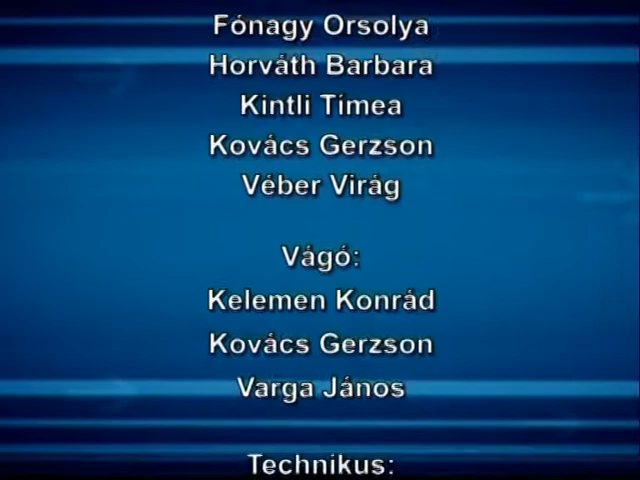 Fónagy Orsolya
Horváth Barbara
Kintli Tímea
Kovács Gerzson
Véber Virág
Vágó:
Kelemen Konrád
Kovács Gerzson
Varga János
Technikus: